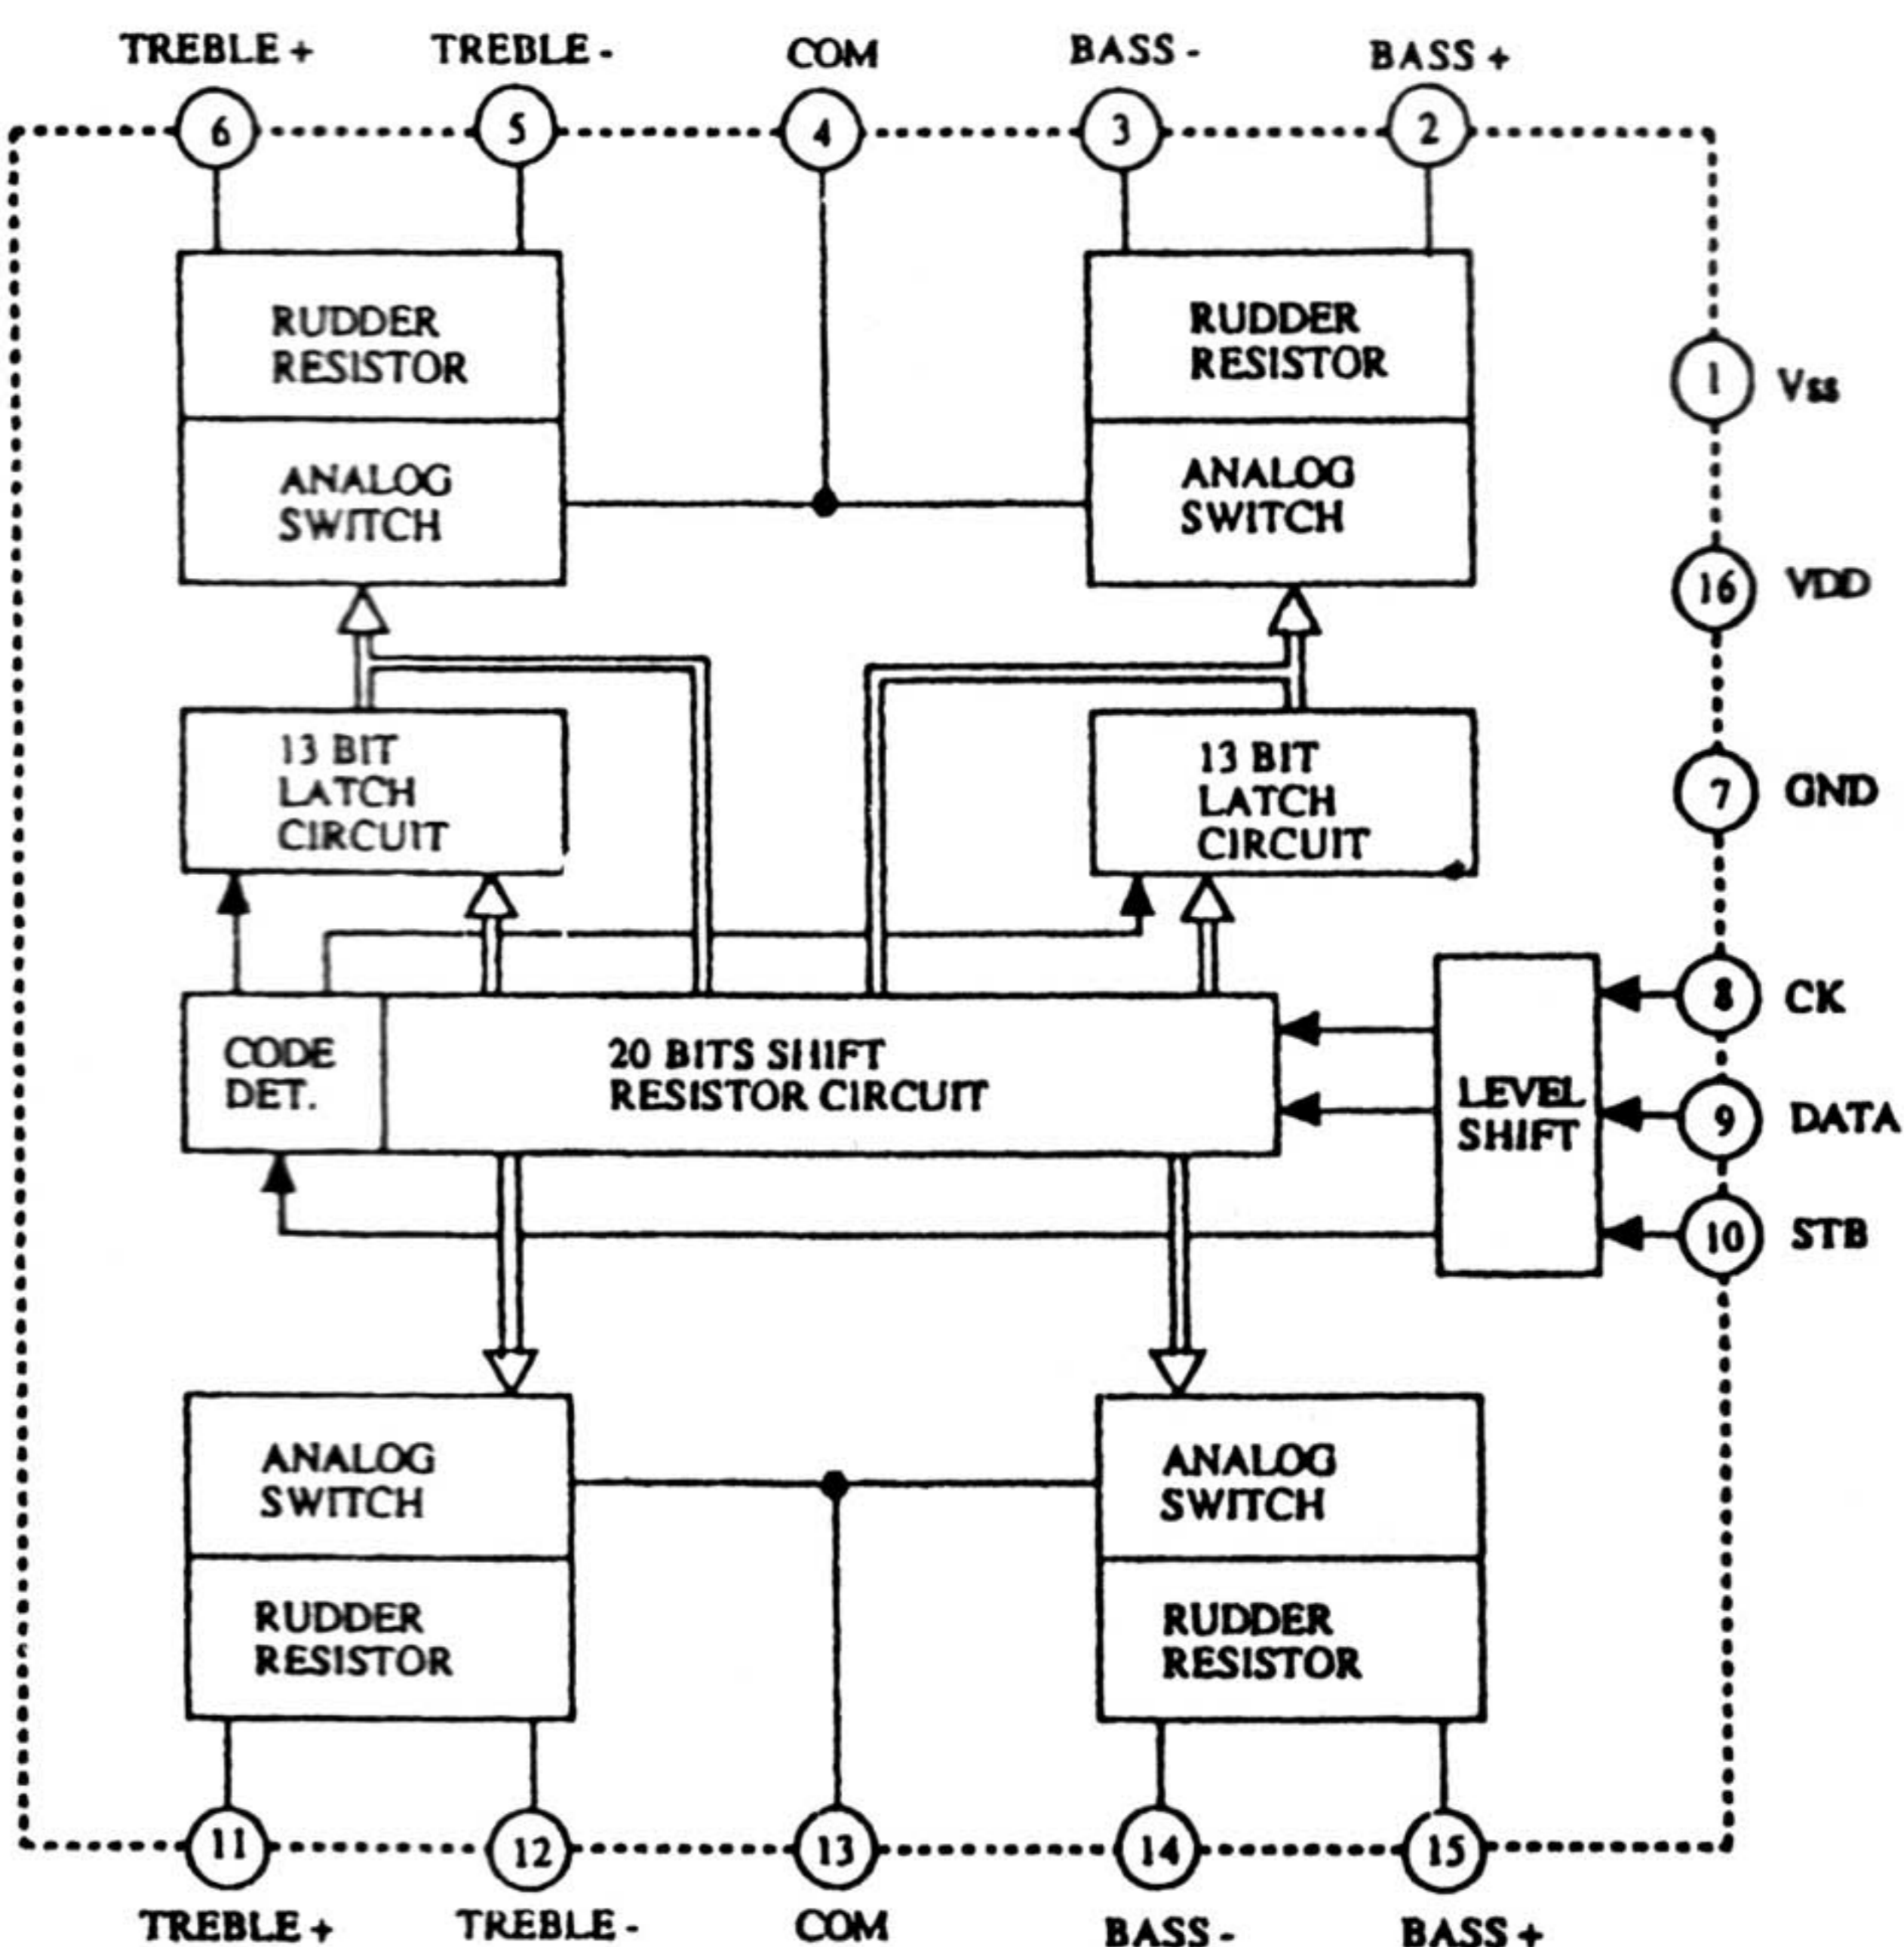 TREBLE + TREBLE - COM BASS - BASS +
6 5 4 3 2
RUDDER
RESISTOR
ANALOG
SWITCH
RUDDER
RESISTOR
ANALOG
SWITCH
1 Vss
16 VDD
7 GND
13 BIT
LATCH
CIRCUIT
13 BIT
LATCH
CIRCUIT
CODE
DET.
20 BITS SHIFT
RESISTOR CIRCUIT
LEVEL
SHIFT
8 CK
9 DATA
10 STB
ANALOG
SWITCH
RUDDER
RESISTOR
ANALOG
SWITCH
RUDDER
RESISTOR
11 12 13 14 15
TREBLE + TREBLE - COM BASS - BASS +